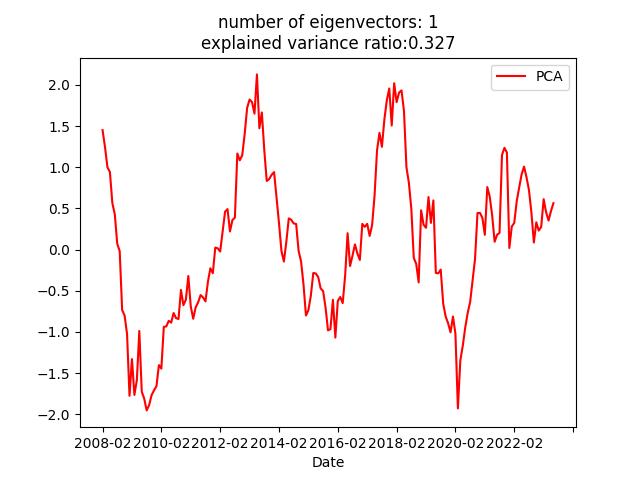 number of eigenvectors: 1
explained variance ratio:0.327
PCA
2.0
1.5
1.0
0.5
0.0
−0.5
−1.0
−1.5
−2.0
2008-02 2010-02 2012-02 2014-02 2016-02 2018-02 2020-02 2022-02
Date